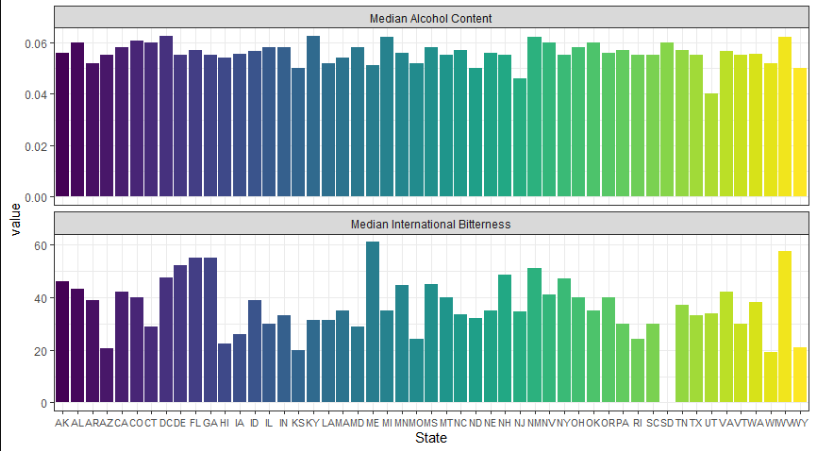 Median Alcohol Content
0.06
0.04
0.02
0.00
value
Median International Bitterness
60
40
20
0
AK AL AR AZ CA CO CT DC DE FL GA HI IA ID IL IN KS KY LA MA MD ME MI MN MO MS MT NC ND NE NH NJ NM NV NY OH OK OR PA RI SC SD TN TX UT VA VT WA WI WV WY
State